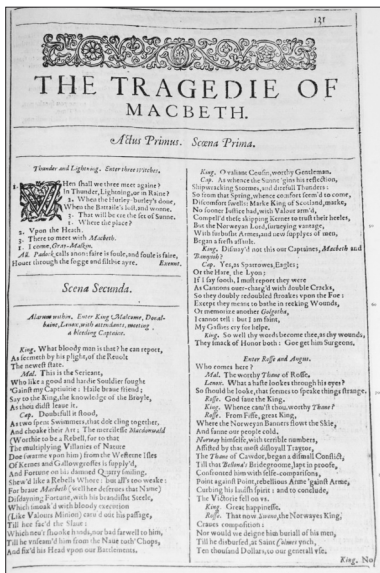 131
THE TRAGEDIE OF
MACBETH.
Actus Primus. Scœna Prima.
Thunder and Lightning. Enter three Witches.
1. WHen shall we three meet againe?
In Thunder, Lightning, or in Raine?
2. When the Hurley-burley's done,
When the Battaile's lost, and wonne.
3. That will be ere the set of Sunne.
1. Where the place?
2. Vpon the Heath.
3. There to meet with Macbeth.
1. I come, Gray-Malkin.
All. Padock calls anon: faire is foule, and foule is faire,
Houer through the fogge and filthie ayre. Exeunt.
Scena Secunda.
Alarum within. Enter King, Malcome, Donal-
baine, Lenox, with attendants, meeting
a bleeding Captaine.
King. What bloody man is that? he can report,
As seemeth by his plight, of the Reuolt
The newest state.
Mal. This is the Serieant,
Who like a good and hardie Souldier fought
'Gainst my Captiuitie: Haile braue friend;
Say to the King, the knowledge of the Broyle,
As thou didst leaue it.
Cap. Doubtfull it stood,
As two spent Swimmers, that doe cling together,
And choake their Art: The mercilesse Macdonwald
(Worthie to be a Rebell, for to that
The multiplying Villanies of Nature
Doe swarme vpon him) from the Westerne Isles
Of Kernes and Gallowgrosses is supply'd,
And Fortune on his damned Quarry smiling,
Shew'd like a Rebells Whore: but all's too weake:
For braue Macbeth (well hee deserues that Name)
Disdayning Fortune, with his brandisht Steele,
Which smoak'd with bloody execution
(Like Valours Minion) caru'd out his passage,
Till hee fac'd the Slaue:
Which neu'r shooke hands, nor bad farwell to him,
Till he vnseam'd him from the Naue toth' Chops,
And fix'd his Head vpon our Battlements.
King. O valiant Cousin, worthy Gentleman.
Cap. As whence the Sunne 'gins his reflection,
Shipwracking Stormes, and direfull Thunders:
So from that Spring, whence comfort seem'd to come,
Discomfort swells: Marke King of Scotland, marke,
No sooner Iustice had, with Valour arm'd,
Compell'd these skipping Kernes to trust their heeles,
But the Norweyan Lord, surueying vantage,
With furbusht Armes, and new supplyes of men,
Began a fresh assault.
King. Dismay'd not this our Captaines, Macbeth and
Banquoh?
Cap. Yes, as Sparrowes, Eagles;
Or the Hare, the Lyon:
If I say sooth, I must report they were
As Cannons ouer-charg'd with double Cracks,
So they doubly redoubled stroakes vpon the Foe:
Except they meant to bathe in reeking Wounds,
Or memorize another Golgotha,
I cannot tell: but I am faint,
My Gashes cry for helpe.
King. So well thy words become thee, as thy wounds,
They smack of Honor both: Goe get him Surgeons.
Enter Rosse and Angus.
Who comes here?
Mal. The worthy Thane of Rosse.
Lenox. What a haste lookes through his eyes?
So should he looke, that seemes to speake things strange.
Rosse. God saue the King.
King. Whence cam'st thou, worthy Thane?
Rosse. From Fiffe, great King,
Where the Norweyan Banners flowt the Skie,
And fanne our people cold.
Norway himselfe, with terrible numbers,
Assisted by that most disloyall Traytor,
The Thane of Cawdor, began a dismall Conflict,
Till that Bellona's Bridegroome, lapt in proofe,
Confronted him with selfe-comparisons,
Point against Point, rebellious Arme 'gainst Arme,
Curbing his lauish spirit: and to conclude,
The Victorie fell on vs.
King. Great happinesse.
Rosse. That now Sweno, the Norwayes King,
Craues composition:
Nor would we deigne him buriall of his men,
Till he disbursed, at Saint Colmes ynch,
Ten thousand Dollars, to our generall vse.
King. No